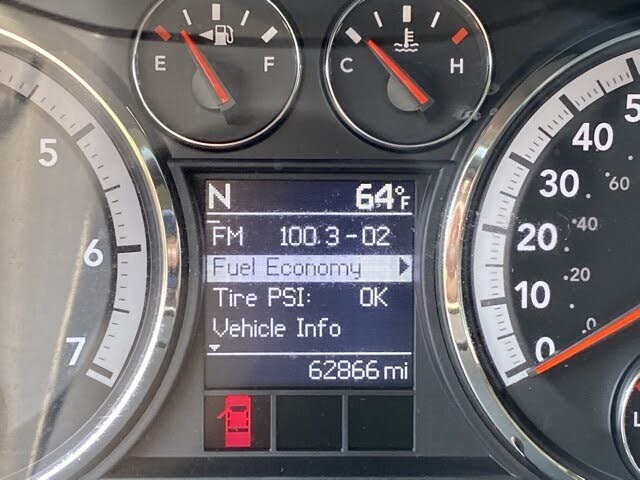 E F
C H
5
6
7
N 64°F
FM 100.3-02
Fuel Economy
Tire PSI: OK
Vehicle Info
62866 mi
5
40
30
20
10
0
60
40
20
0
L